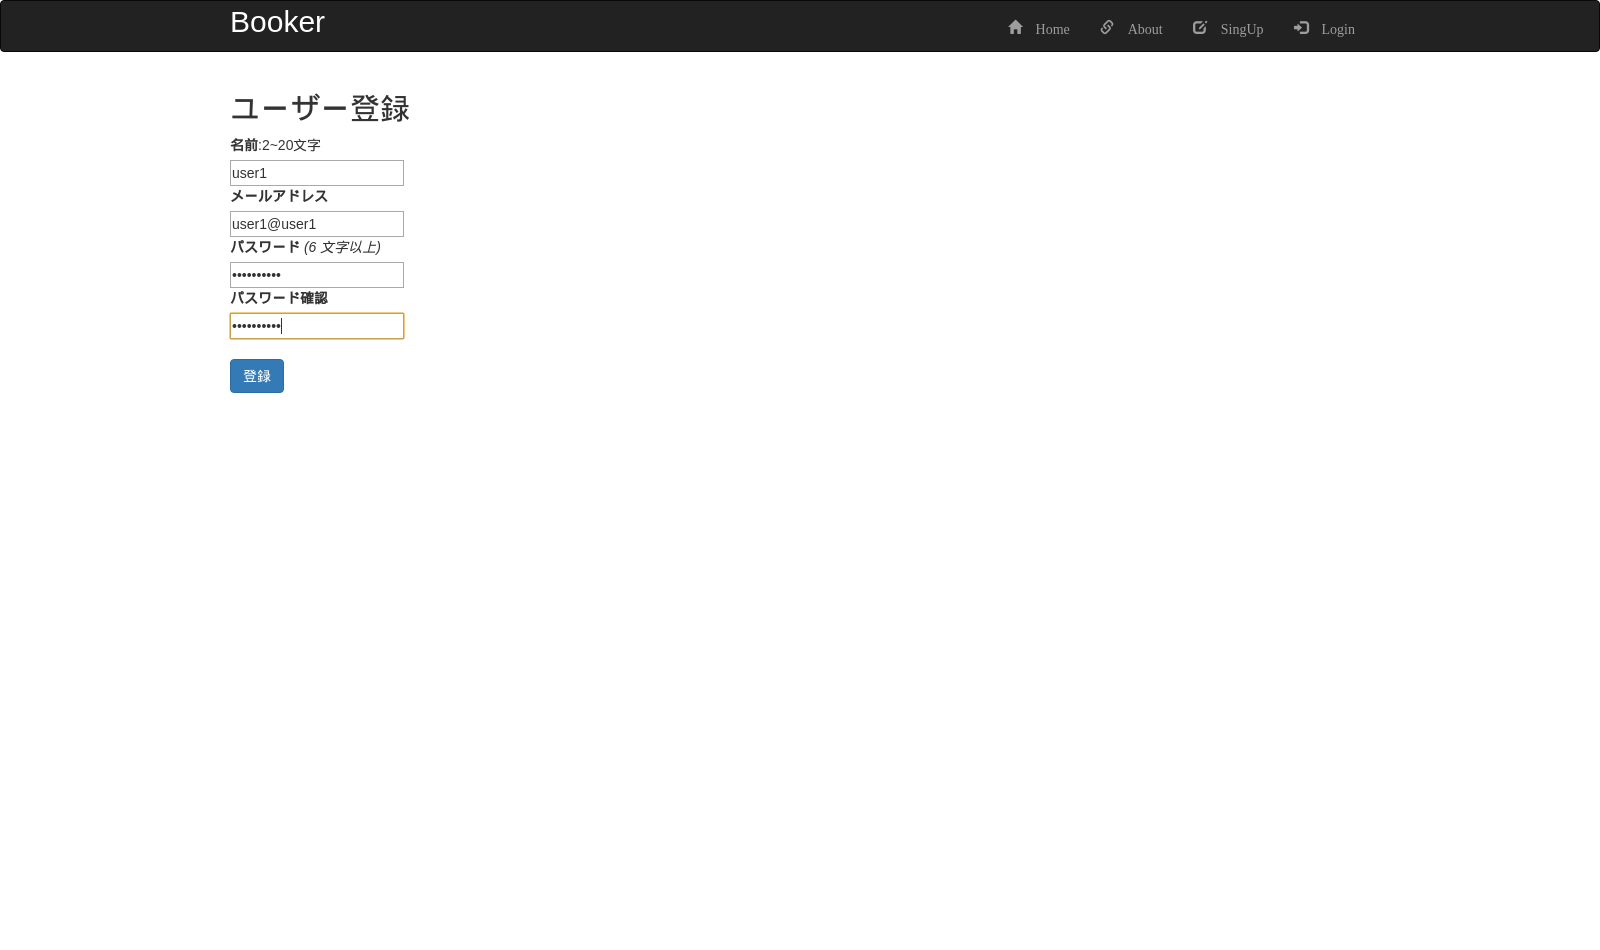 Booker
Home About SingUp Login
ユーザー登録
名前:2~20文字
user1
メールアドレス
user1@user1
パスワード (6 文字以上)
••••••••••
パスワード確認
••••••••••
登録